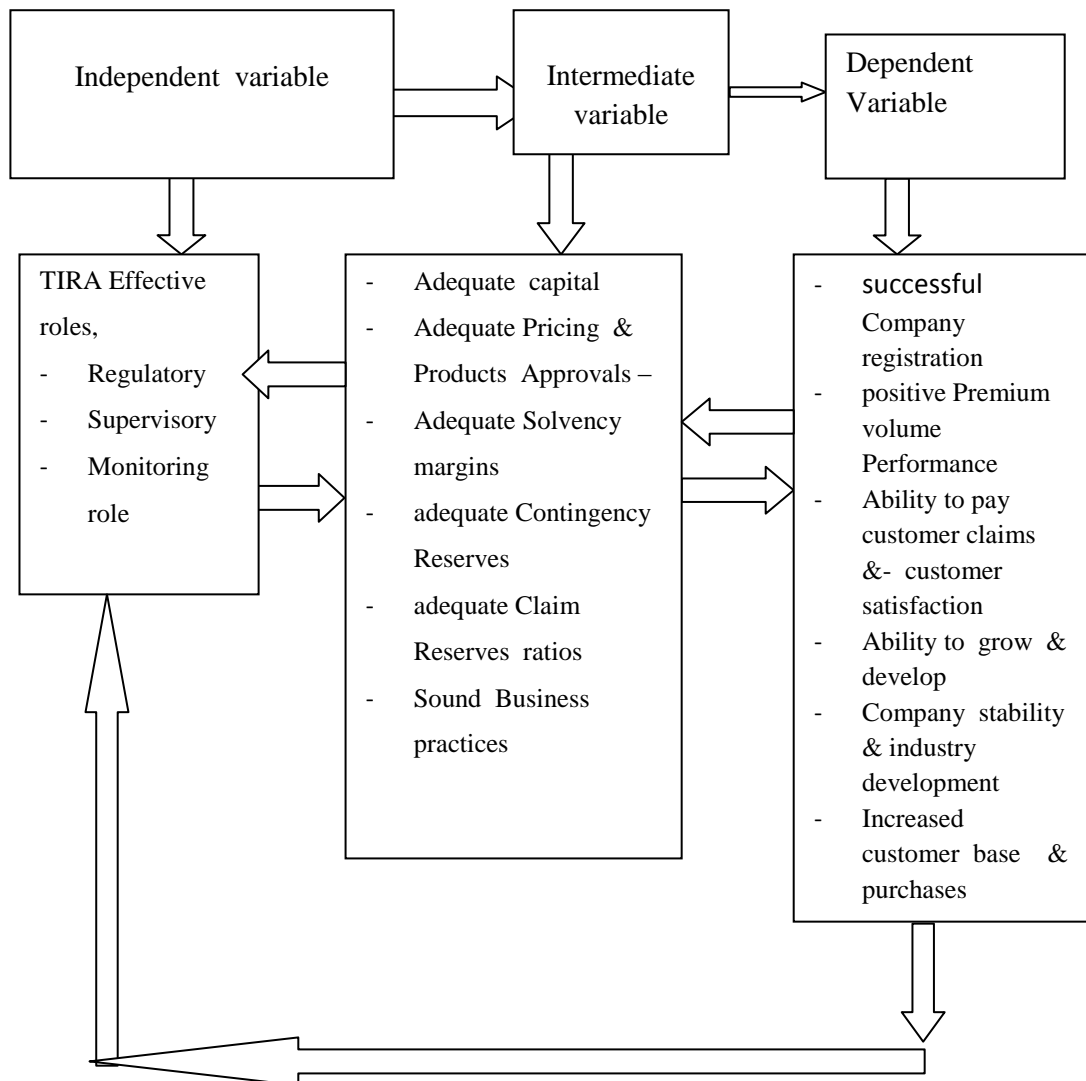 Independent variable
Intermediate
variable
Dependent
Variable
TIRA Effective
roles,
- Regulatory
- Supervisory
- Monitoring
role
- Adequate capital
- Adequate Pricing &
Products Approvals –
- Adequate Solvency
margins
- adequate Contingency
Reserves
- adequate Claim
Reserves ratios
- Sound Business
practices
- successful
Company
registration
- positive Premium
volume
Performance
- Ability to pay
customer claims
&- customer
satisfaction
- Ability to grow &
develop
- Company stability
& industry
development
- Increased
customer base &
purchases